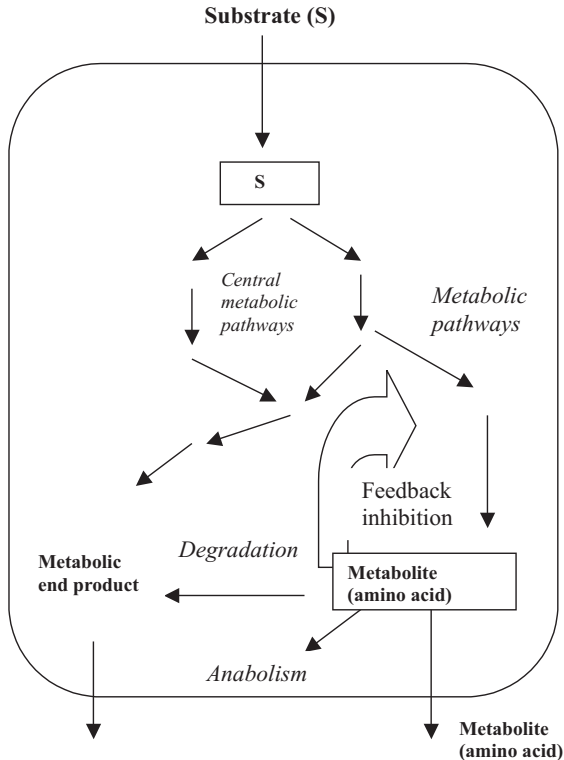 Substrate (S)
S
Central
metabolic
pathways
Metabolic
pathways
Feedback
inhibition
Degradation
Metabolic
end product
Metabolite
(amino acid)
Anabolism
Metabolite
(amino acid)